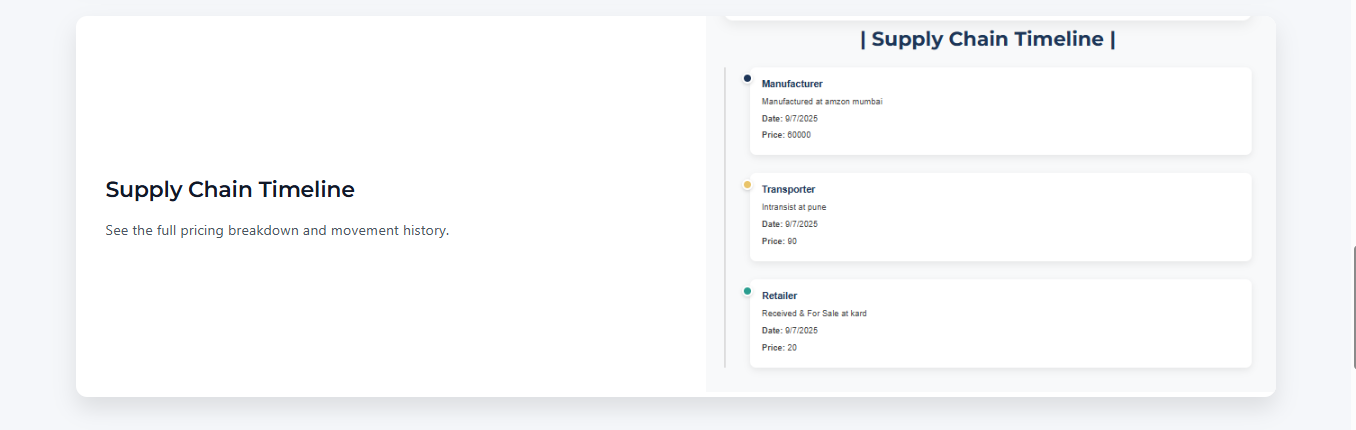 Supply Chain Timeline
See the full pricing breakdown and movement history.
| Supply Chain Timeline |
Manufacturer
Manufactured at amzon mumbai
Date: 9/7/2025
Price: 60000
Transporter
Intransist at pune
Date: 9/7/2025
Price: 90
Retailer
Received & For Sale at kard
Date: 9/7/2025
Price: 20